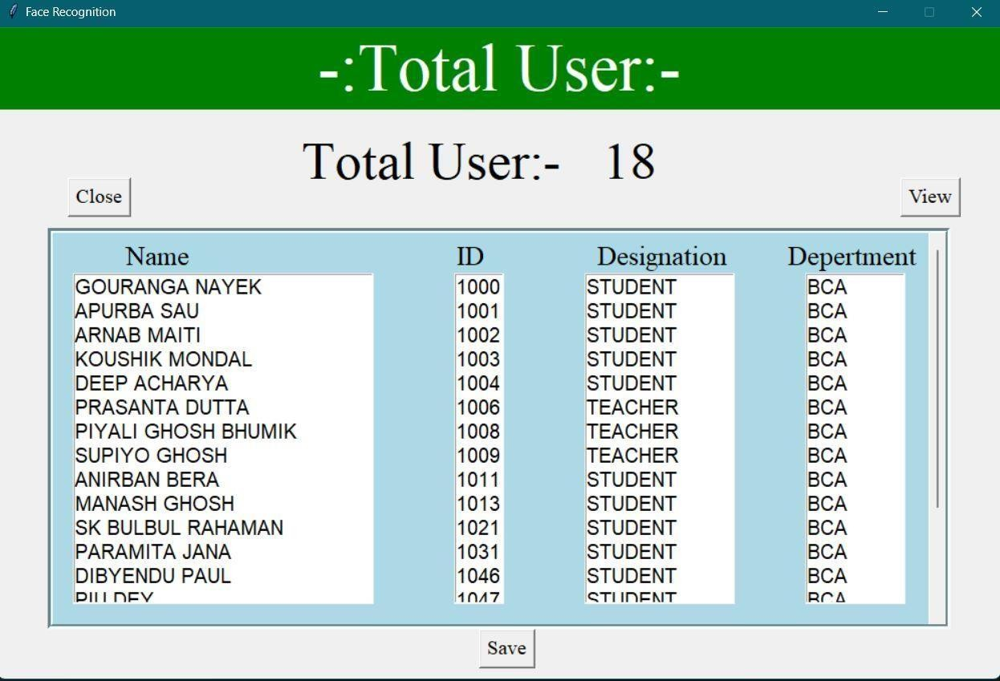 Face Recognition
-:Total User:-
Total User:- 18
Close
View
Name ID Designation Depertment
GOURANGA NAYEK 1000 STUDENT BCA
APURBA SAU 1001 STUDENT BCA
ARNAB MAITI 1002 STUDENT BCA
KOUSHIK MONDAL 1003 STUDENT BCA
DEEP ACHARYA 1004 STUDENT BCA
PRASANTA DUTTA 1006 TEACHER BCA
PIYALI GHOSH BHUMIK 1008 TEACHER BCA
SUPIYO GHOSH 1009 TEACHER BCA
ANIRBAN BERA 1011 STUDENT BCA
MANASH GHOSH 1013 STUDENT BCA
SK BULBUL RAHAMAN 1021 STUDENT BCA
PARAMITA JANA 1031 STUDENT BCA
DIBYENDU PAUL 1046 STUDENT BCA
DEY 1047 STUDENT BCA
Save